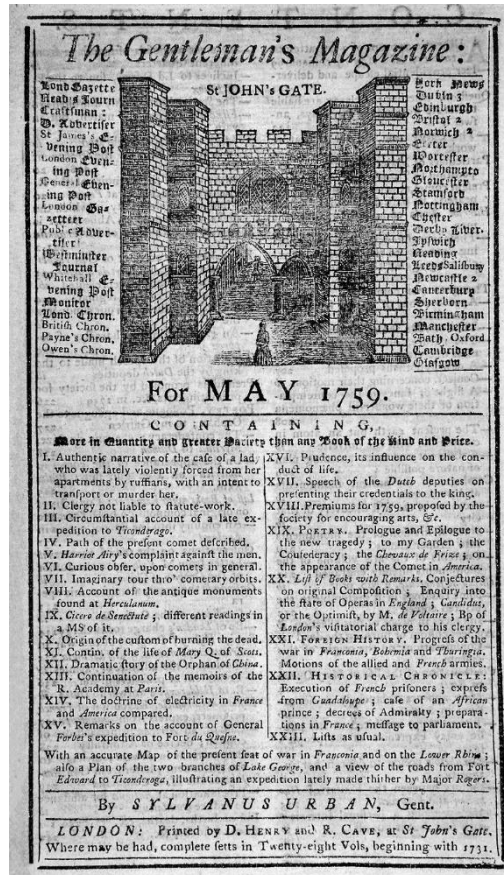 The Gentleman's Magazine:
St JOHN's GATE.
Lond Gazette
Read's Journ
Craftsman:
D. Advertiser
St James's E-
vening Post
London Even-
ing Post
General Even-
ing Post
London Ga-
zetteer
Public Adver-
tiser
Westminster
Journal
Whitehall E-
vening Post
Monitor
Lond. Chron.
British Chron.
Payne's Chron.
Owen's Chron.
York News
Dublin 3
Edinburgh
Bristol 2
Norwich 2
Exeter
Worcester
Northampto
Gloucester
Stamford
Nottingham
Chester
Derby Liver.
Ipswich
Reading
Leeds Salisbury
Newcastle 2
Canterbury
Sherborn
Birmingham
Manchester
Bath Oxford
Cambridge
Glasgow
For MAY 1759.
CONTAINING,
More in Quantity and greater Variety than any Book of the Kind and Price.
I. Authentic narrative of the case of a lad,
who was lately violently forced from her
apartments by ruffians, with an intent to
transport or murder her.
II. Clergy not liable to statute-work.
III. Circumstantial account of a late ex-
pedition to Ticonderago.
IV. Path of the present comet described.
V. Harriot Airy's complaint against the men.
VI. Curious obser. upon comets in general.
VII. Imaginary tour thro' cometary orbits.
VIII. Account of the antique monuments
found at Herculanum.
IX. Cicero de Senectute; different readings in
a MS of it.
X. Origin of the custom of burning the dead.
XI. Contin. of the life of Mary Q. of Scots.
XII. Dramatic story of the Orphan of China.
XIII. Continuation of the memoirs of the
R. Academy at Paris.
XIV. The doctrine of electricity in France
and America compared.
XV. Remarks on the account of General
Forbes's expedition to Fort du Quesne.
XVI. Prudence, its influence on the con-
duct of life.
XVII. Speech of the Dutch deputies on
presenting their credentials to the king.
XVIII. Premiums for 1759, proposed by the
society for encouraging arts, &c.
XIX. POETRY. Prologue and Epilogue to
the new tragedy; to my Garden; the
Coutederacy; the Chevaux de Frize; on
the appearance of the Comet in America.
XX. List of Books with Remarks. Conjectures
on original Composition; Enquiry into
the state of Operas in England; Candidus,
or the Optimist, by M. de Voltaire; Bp of
London's visitatorial charge to his clergy.
XXI. FOREIGN HISTORY. Progress of the
war in Franconia, Bohemia and Thuringia.
Motions of the allied and French armies.
XXII. HISTORICAL CHRONICLE:
Execution of French prisoners; express
from Guadaloupe; case of an African
prince; decrees of Admiralty; prepara-
tions in France; message to parliament.
XXIII. Lists as usual.
With an accurate Map of the present seat of war in Franconia and on the Lower Rhine;
also a Plan of the two branches of Lake George, and a view of the roads from Fort
Edward to Ticonderoga, illustrating an expedition lately made thither by Major Rogers.
By SYLVANUS URBAN, Gent.
LONDON: Printed by D. HENRY and R. CAVE, at St John's Gate.
Where may be had, complete setts in Twenty-eight Vols, beginning with 1731.